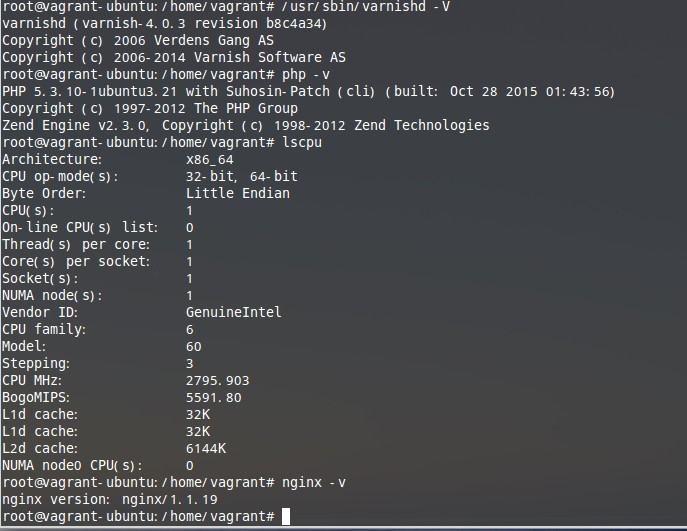 root@vagrant-ubuntu:/home/vagrant# /usr/sbin/varnishd -V
varnishd (varnish-4.0.3 revision b8c4a34)
Copyright (c) 2006 Verdens Gang AS
Copyright (c) 2006-2014 Varnish Software AS
root@vagrant-ubuntu:/home/vagrant# php -v
PHP 5.3.10-1ubuntu3.21 with Suhosin-Patch (cli) (built: Oct 28 2015 01:43:56)
Copyright (c) 1997-2012 The PHP Group
Zend Engine v2.3.0, Copyright (c) 1998-2012 Zend Technologies
root@vagrant-ubuntu:/home/vagrant# lscpu
Architecture: x86_64
CPU op-mode(s): 32-bit, 64-bit
Byte Order: Little Endian
CPU(s): 1
On-line CPU(s) list: 0
Thread(s) per core: 1
Core(s) per socket: 1
Socket(s): 1
NUMA node(s): 1
Vendor ID: GenuineIntel
CPU family: 6
Model: 60
Stepping: 3
CPU MHz: 2795.903
BogoMIPS: 5591.80
L1d cache: 32K
L1d cache: 32K
L2d cache: 6144K
NUMA node0 CPU(s): 0
root@vagrant-ubuntu:/home/vagrant# nginx -v
nginx version: nginx/1.1.19
root@vagrant-ubuntu:/home/vagrant#